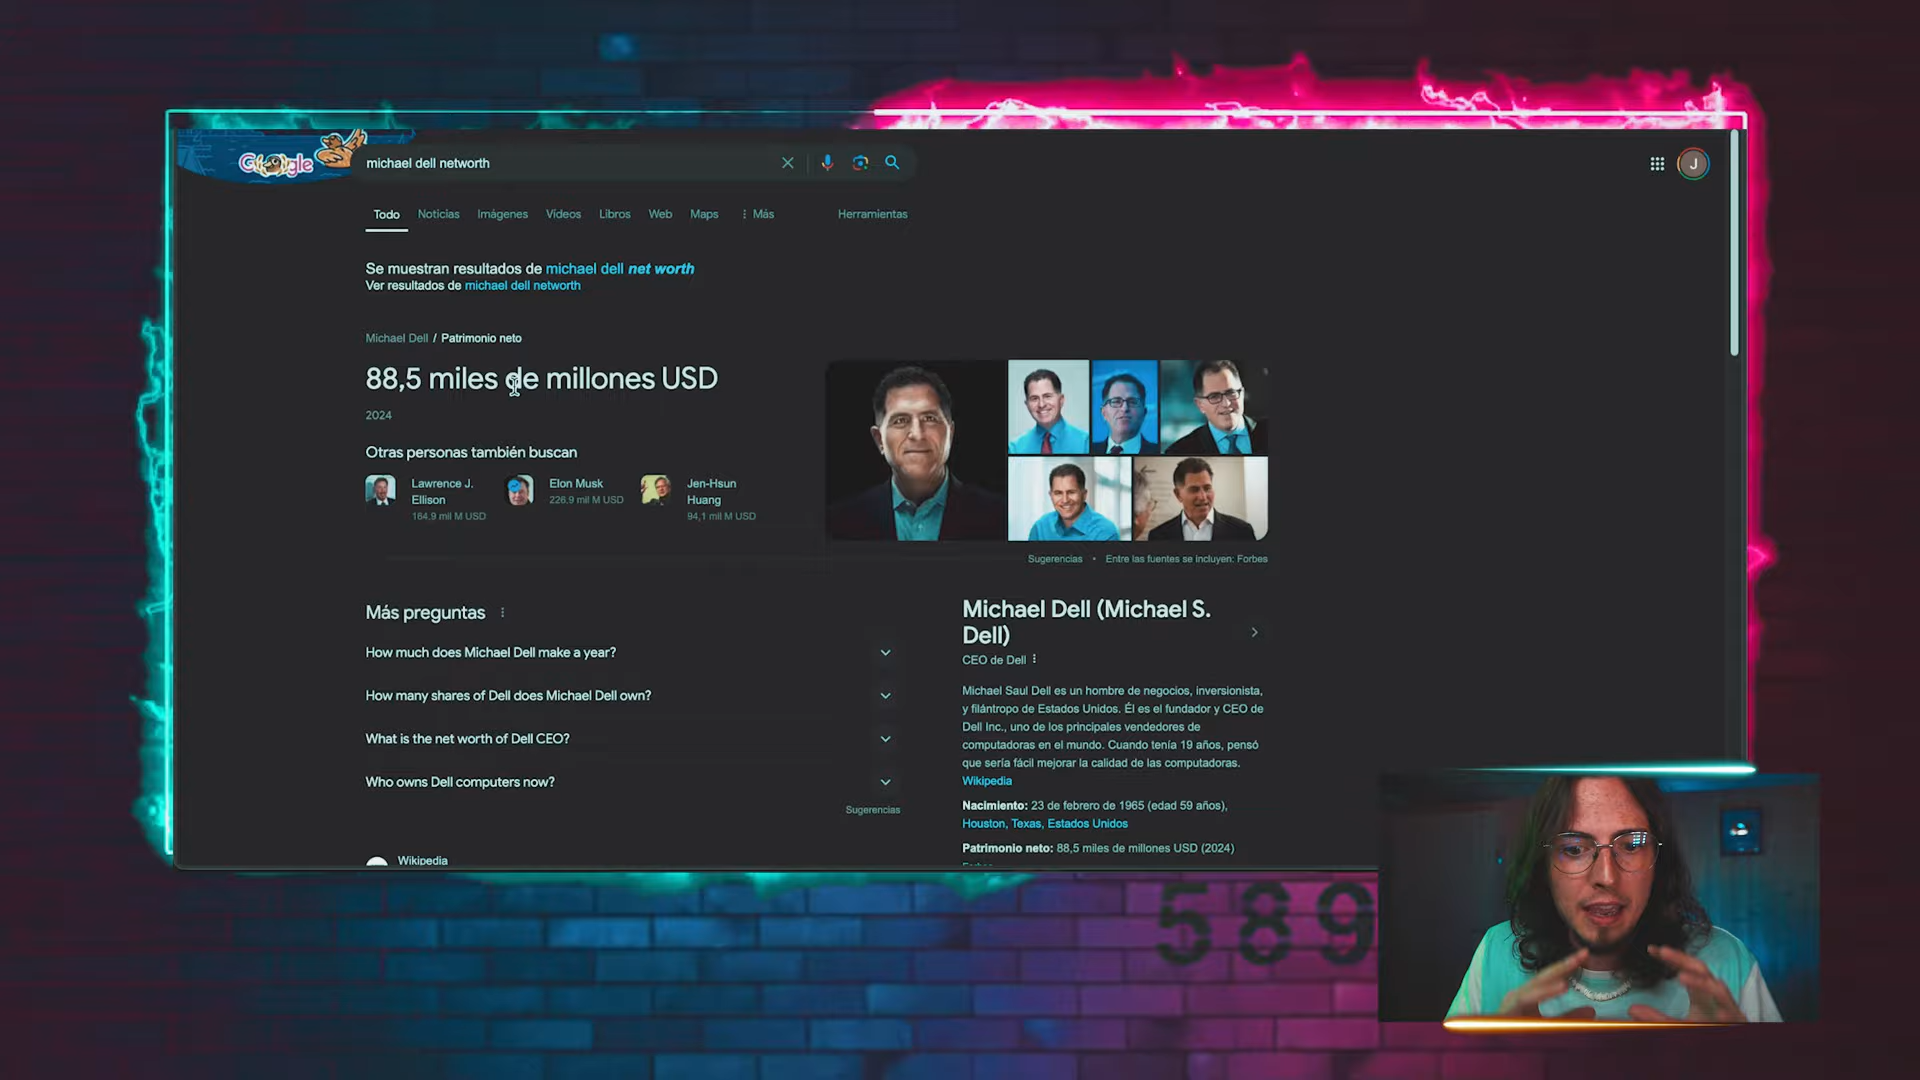 Google
michael dell networth
J
Todo Noticias Imágenes Vídeos Libros Web Maps Más Herramientas
Se muestran resultados de michael dell net worth
Ver resultados de michael dell networth
Michael Dell / Patrimonio neto
88,5 miles de millones USD
2024
Otras personas también buscan
Lawrence J. Ellison
164.9 mil M USD
Elon Musk
226.9 mil M USD
Jen-Hsun Huang
94,1 mil M USD
Sugerencias • Entre las fuentes se incluyen: Forbes
Más preguntas
How much does Michael Dell make a year?
How many shares of Dell does Michael Dell own?
What is the net worth of Dell CEO?
Who owns Dell computers now?
Sugerencias
Wikipedia
Michael Dell (Michael S.
Dell)
CEO de Dell
Michael Saul Dell es un hombre de negocios, inversionista,
y filántropo de Estados Unidos. Él es el fundador y CEO de
Dell Inc., uno de los principales vendedores de
computadoras en el mundo. Cuando tenía 19 años, pensó
que sería fácil mejorar la calidad de las computadoras.
Wikipedia
Nacimiento: 23 de febrero de 1965 (edad 59 años),
Houston, Texas, Estados Unidos
Patrimonio neto: 88,5 miles de millones USD (2024)
589